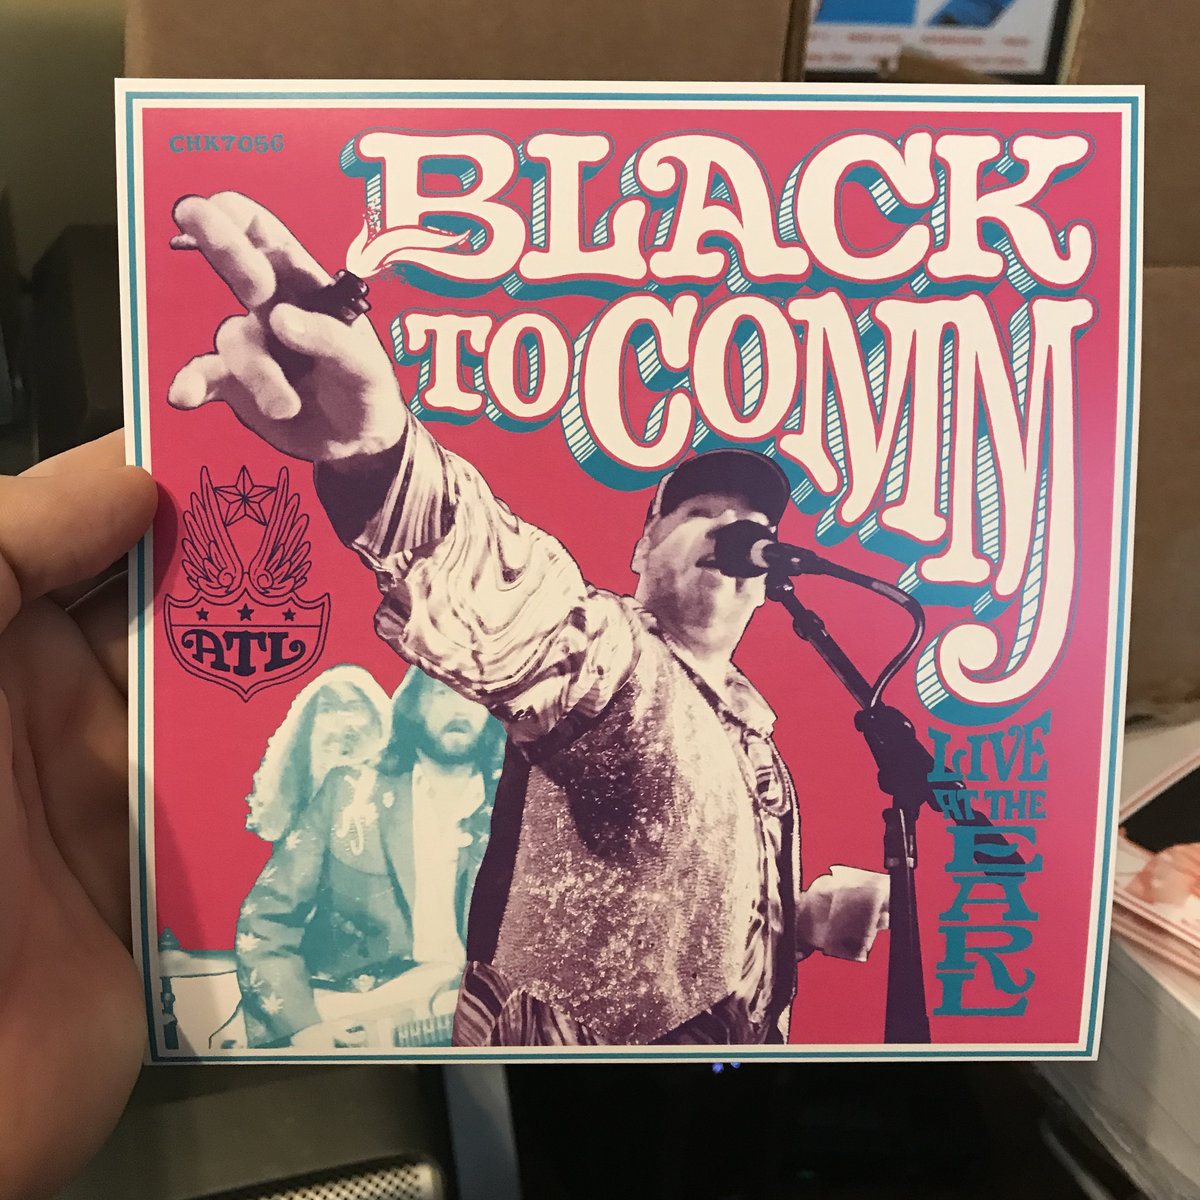 CHK7056
BLACK
TO COMM
ATL
LIVE
AT THE
EARL